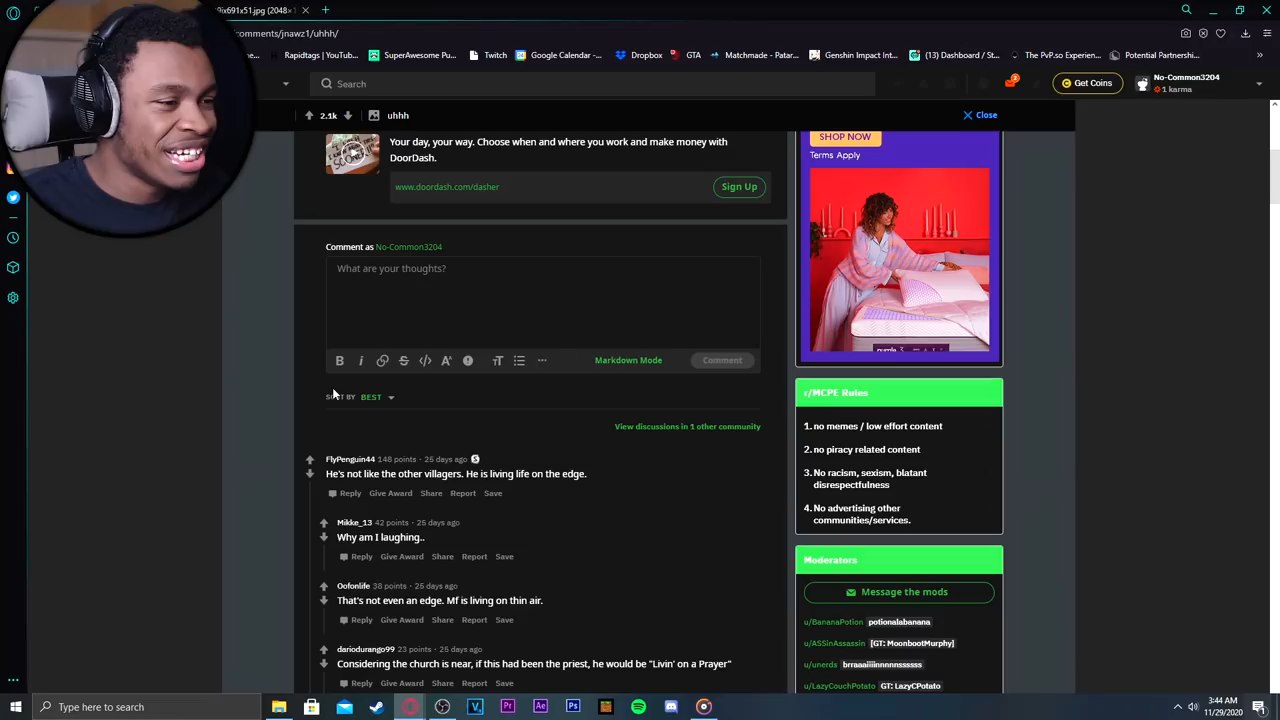 ix691x51.png (2048×1
comments/jnawz1/uhhh/
Reddit
SuperAwesome Pu...
Twitch
Google Calendar -...
Dropbox
GTA
Matchmade - Pata...
Genshin Impact Int...
(13) Dashboard / St...
The PvP.so Experien...
Potential Partnershi...
Search
2
Get Coins
No-Common3204
1 karma
2.1k
uhhh
Close
Your day, your way. Choose when and where you work and make money with
DoorDash.
www.doordash.com/dasher
Sign Up
Comment as No-Common3204
What are your thoughts?
Markdown Mode
Comment
SORT BY BEST
View discussions in 1 other community
FlyPenguin44 148 points · 25 days ago
He's not like the other villagers. He is living life on the edge.
Reply Give Award Share Report Save
Mikke_13 42 points · 25 days ago
Why am I laughing..
Reply Give Award Share Report Save
Oofonlife 38 points · 25 days ago
That's not even an edge. Mf is living on thin air.
Reply Give Award Share Report Save
dariodurango99 23 points · 25 days ago
Considering the church is near, if this had been the priest, he would be "Livin' on a Prayer"
Reply Give Award Share Report Save
SHOP NOW
Terms Apply
purple 3
r/MCPE Rules
1. no memes / low effort content
2. no piracy related content
3. No racism, sexism, blatant
disrespectfulness
4. No advertising other
communities/services.
Moderators
Message the mods
u/BananaPotion potionalabanana
u/ASSinAssassin [GT: MoonbootMurphy]
u/unerds brraaaiiiinnnnnssssss
u/LazyCouchPotato GT: LazyCPotato
Type here to search
3:44 AM
11/29/2020